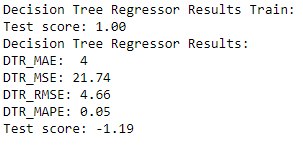 Decision Tree Regressor Results Train:
Test score: 1.00
Decision Tree Regressor Results:
DTR_MAE:  4
DTR_MSE: 21.74
DTR_RMSE: 4.66
DTR_MAPE: 0.05
Test score: -1.19